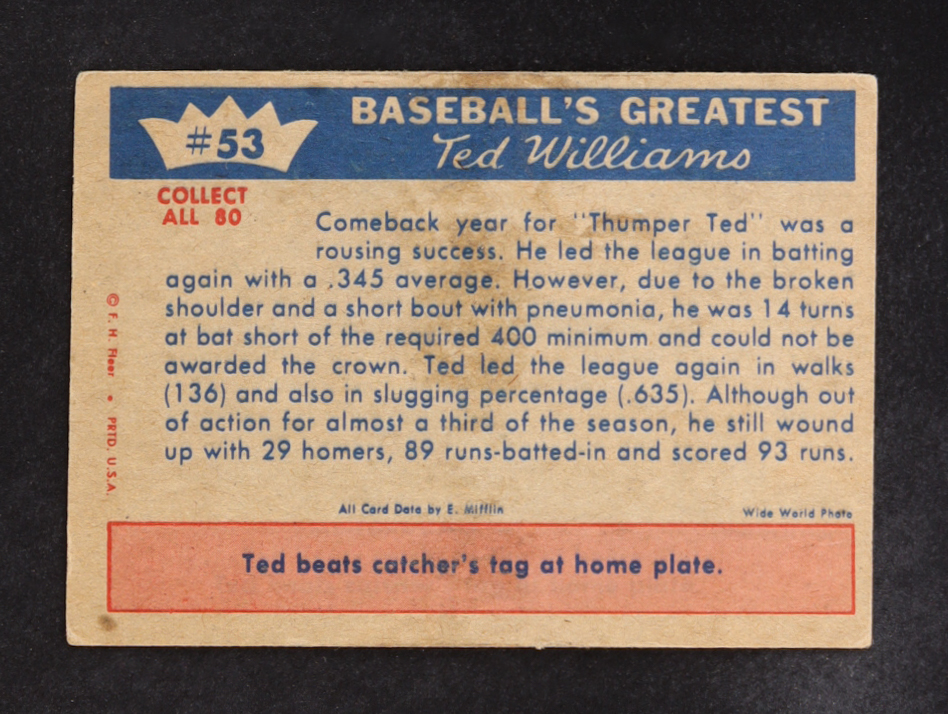 #53
BASEBALL'S GREATEST
Ted Williams
COLLECT
ALL 80
Comeback year for "Thumper Ted" was a
rousing success. He led the league in batting
again with a .345 average. However, due to the broken
shoulder and a short bout with pneumonia, he was 14 turns
at bat short of the required 400 minimum and could not be
awarded the crown. Ted led the league again in walks
(136) and also in slugging percentage (.635). Although out
of action for almost a third of the season, he still wound
up with 29 homers, 89 runs-batted-in and scored 93 runs.
© F. H. Fleer • PRTD. U.S.A.
All Card Data by E. Mifflin
Wide World Photo
Ted beats catcher's tag at home plate.